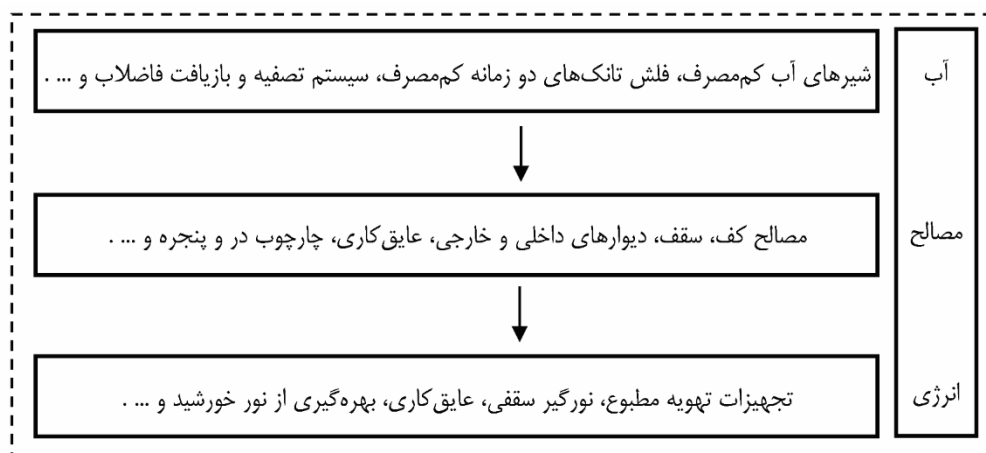 آب
شیرهای آب کم‌مصرف، فلش تانک‌های دو زمانه کم‌مصرف، سیستم تصفیه و بازیافت فاضلاب و ... .
مصالح
مصالح کف، سقف، دیوارهای داخلی و خارجی، عایق‌کاری، چارچوب در و پنجره و ... .
انرژی
تجهیزات تهویه مطبوع، نورگیر سقفی، عایق‌کاری، بهره‌گیری از نور خورشید و ... .